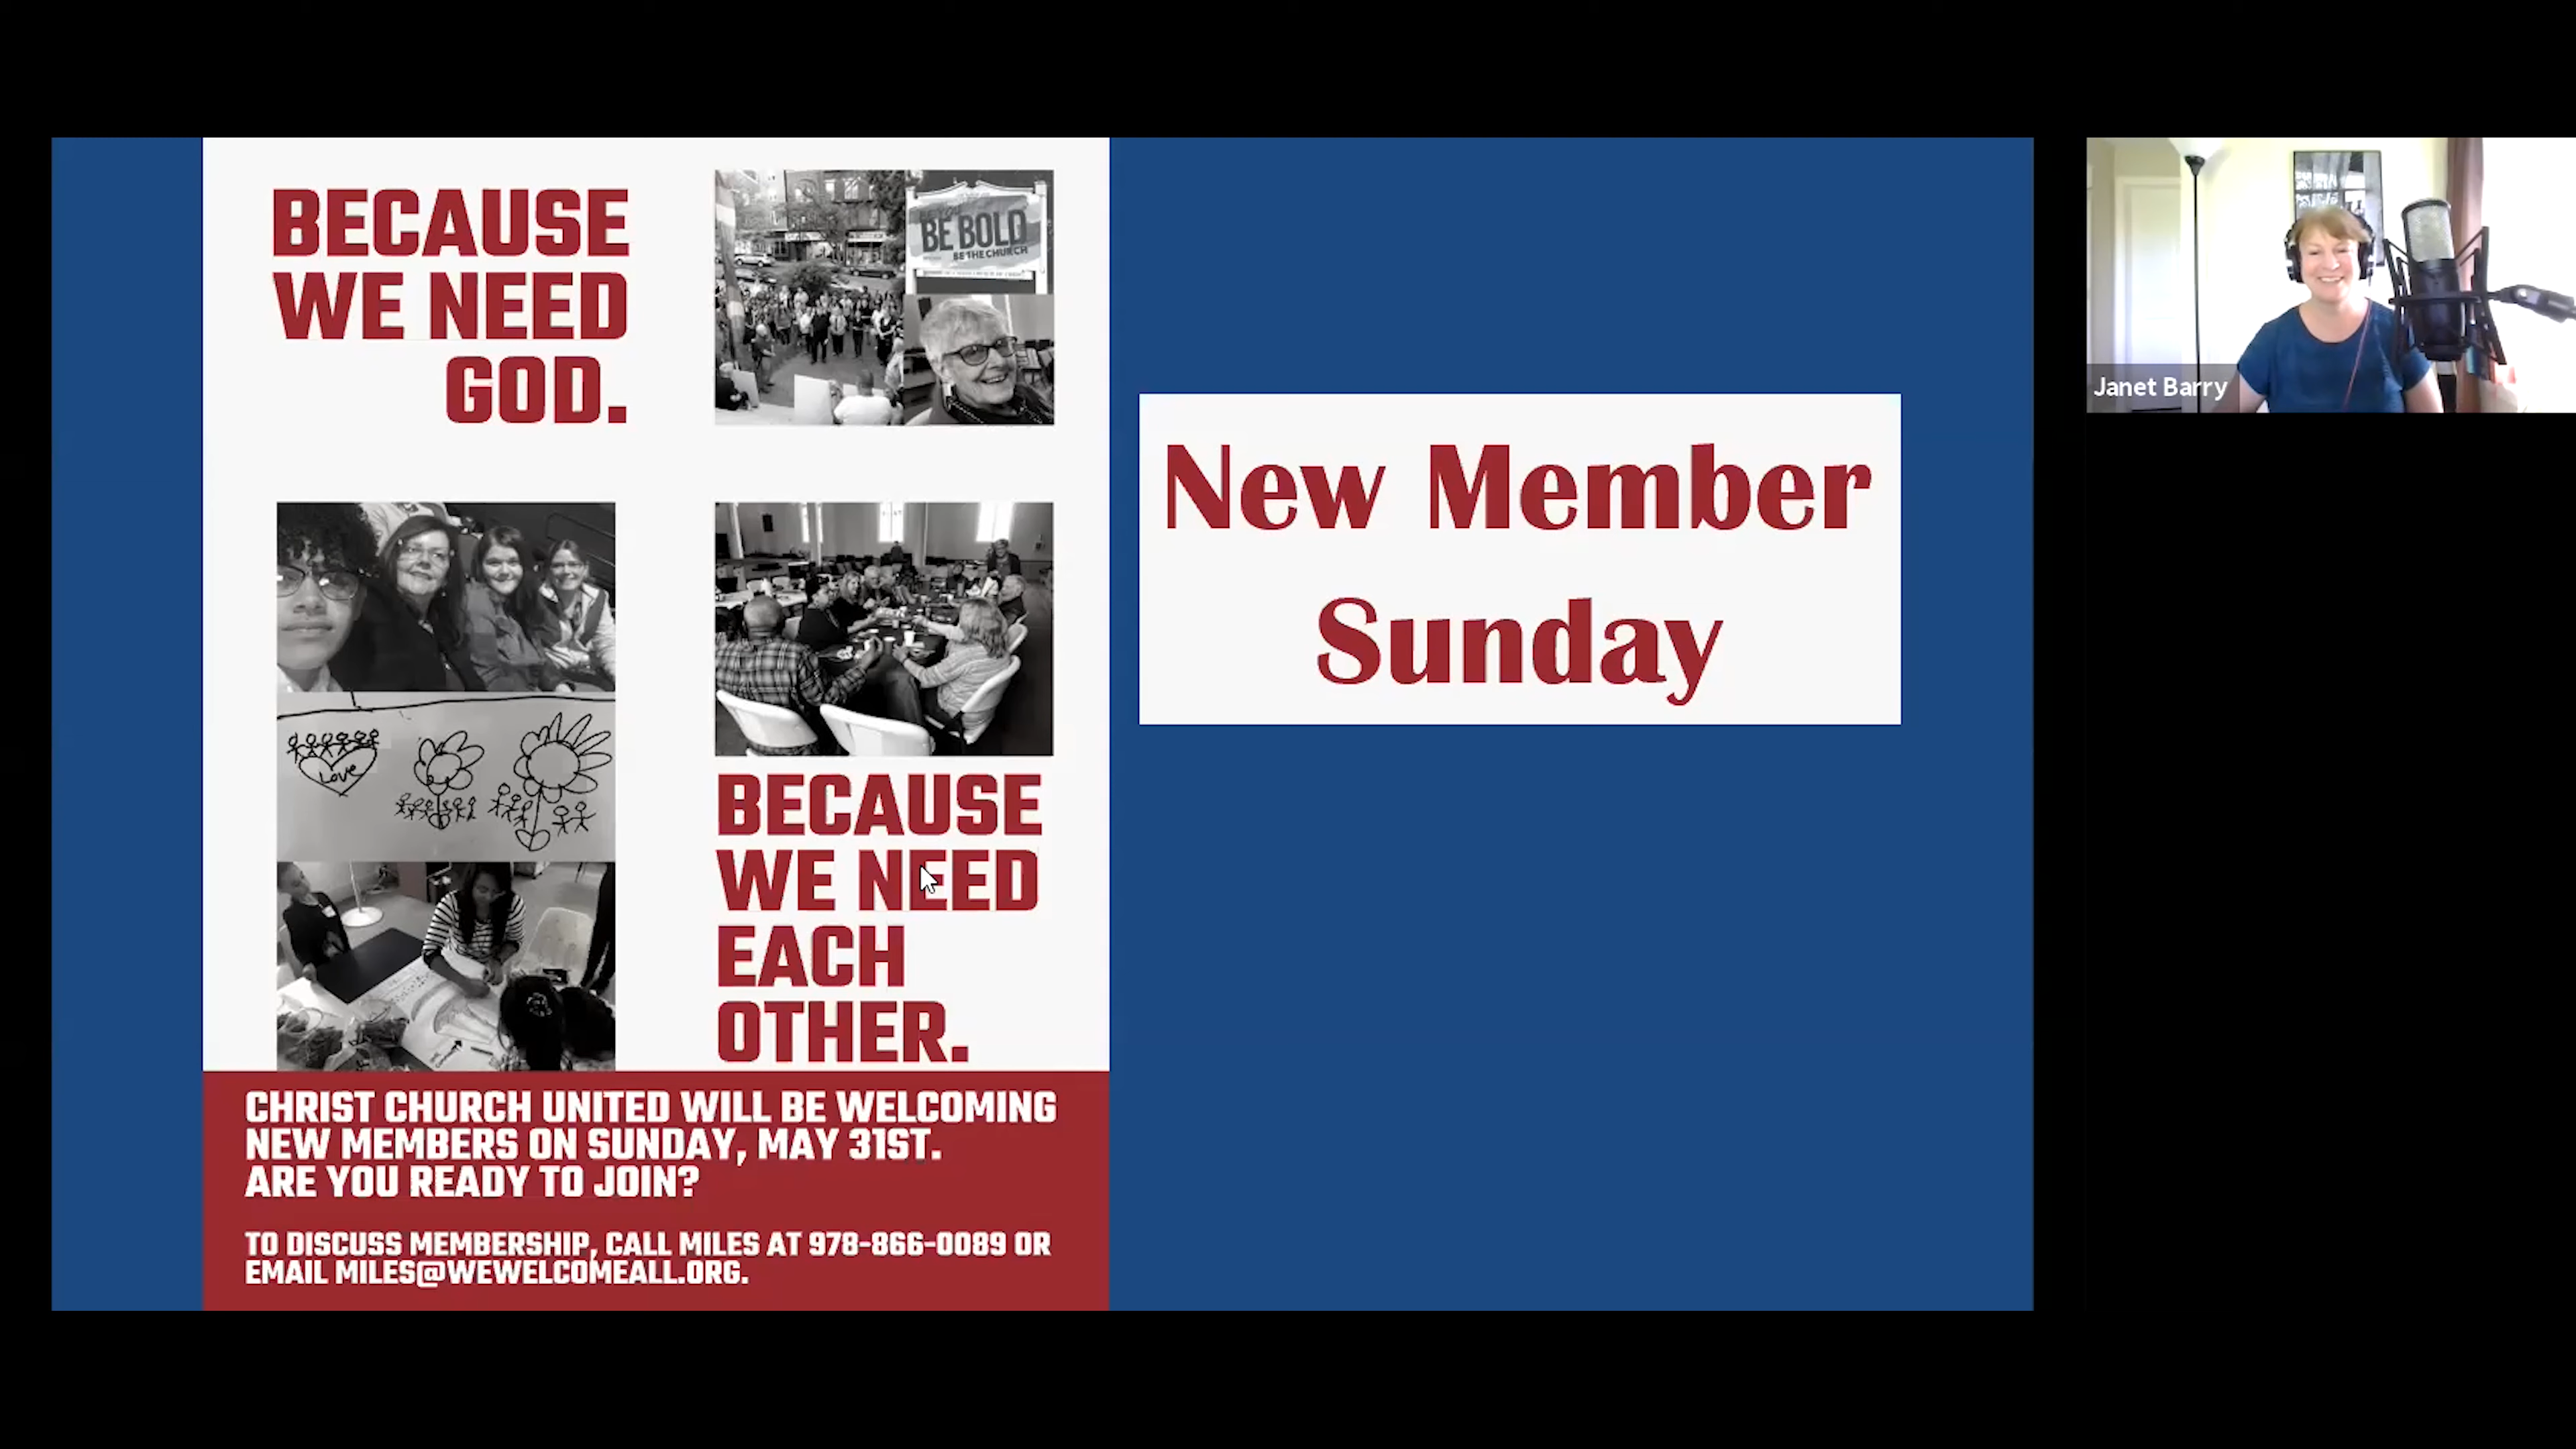 BECAUSE
WE NEED
GOD.
BE BOLD
BE THE CHURCH
Love
BECAUSE
WE NEED
EACH
OTHER.
CHRIST CHURCH UNITED WILL BE WELCOMING
NEW MEMBERS ON SUNDAY, MAY 31ST.
ARE YOU READY TO JOIN?
TO DISCUSS MEMBERSHIP, CALL MILES AT 978-866-0089 OR
EMAIL MILES@WEWELCOMEALL.ORG.
New Member
Sunday
Janet Barry